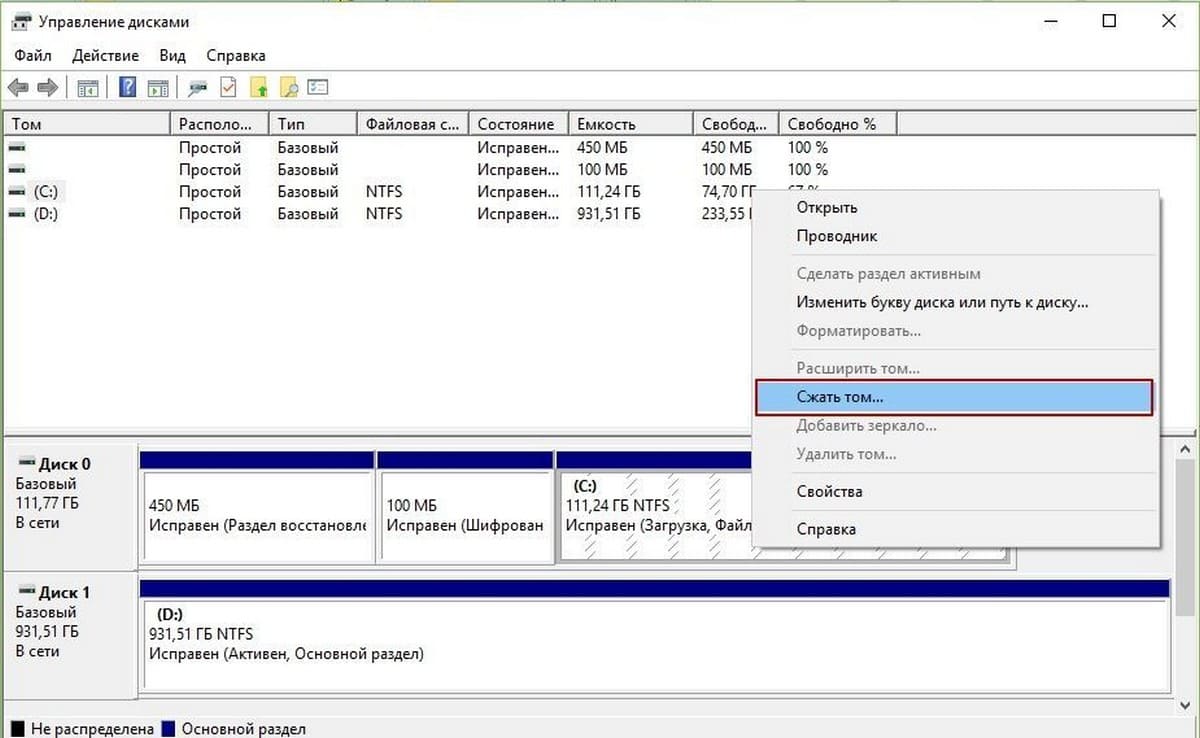 Управление дисками
Файл Действие Вид Справка
Том Располо... Тип Файловая с... Состояние Емкость Свобод... Свободно %
Простой Базовый Исправен... 450 МБ 450 МБ 100 %
Простой Базовый Исправен... 100 МБ 100 МБ 100 %
(C:) Простой Базовый NTFS Исправен... 111,24 ГБ 74,70 ГБ 67 %
(D:) Простой Базовый NTFS Исправен... 931,51 ГБ 233,55
Открыть
Проводник
Сделать раздел активным
Изменить букву диска или путь к диску...
Форматировать...
Расширить том...
Сжать том...
Добавить зеркало...
Удалить том...
Свойства
Справка
Диск 0
Базовый
111,77 ГБ
В сети
450 МБ
Исправен (Раздел восстановле
100 МБ
Исправен (Шифрован
(C:)
111,24 ГБ NTFS
Исправен (Загрузка, Файл
Диск 1
Базовый
931,51 ГБ
В сети
(D:)
931,51 ГБ NTFS
Исправен (Активен, Основной раздел)
Не распределена Основной раздел